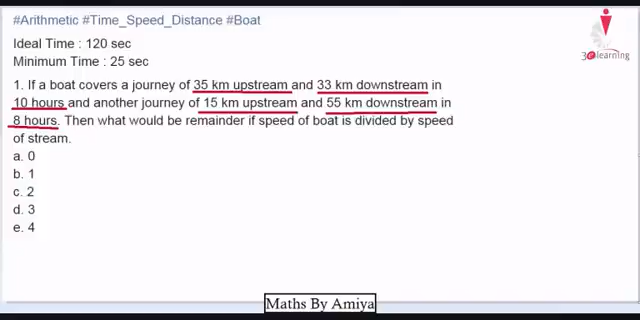 #Arithmetic #Time_Speed_Distance #Boat
Ideal Time : 120 sec
Minimum Time : 25 sec
3elearning
1. If a boat covers a journey of 35 km upstream and 33 km downstream in
10 hours and another journey of 15 km upstream and 55 km downstream in
8 hours. Then what would be remainder if speed of boat is divided by speed
of stream.
a. 0
b. 1
c. 2
d. 3
e. 4
Maths By Amiya